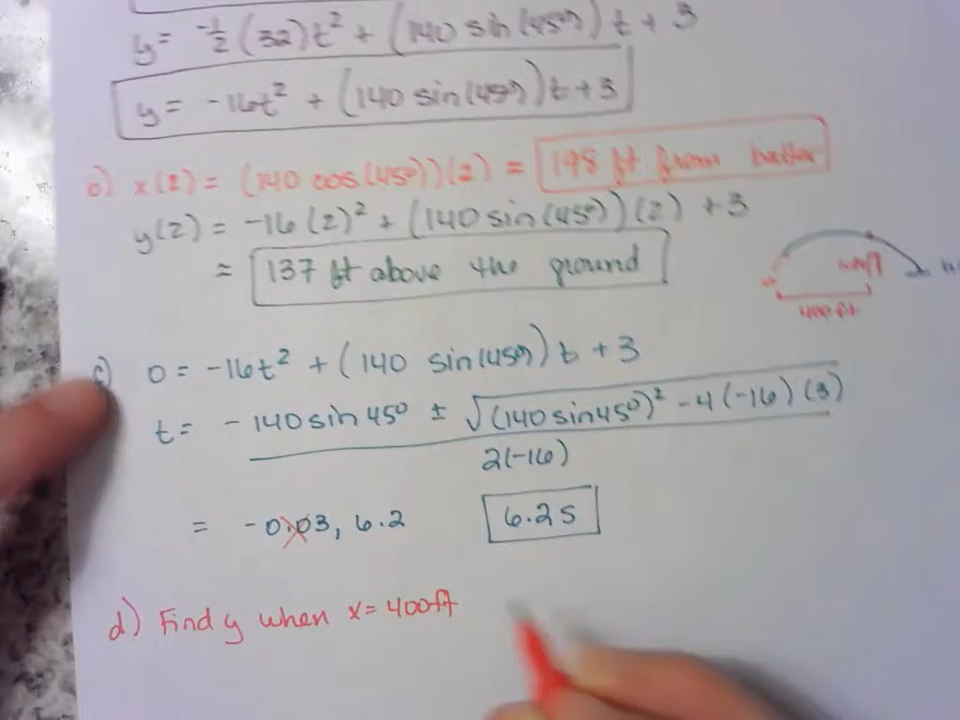 y = -1/2 (32)t² + (140 sin(45°))t + 3
y = -16t² + (140 sin(45°))t + 3
b) x(2) = (140 cos(45°))(2) = 198 ft from batter
y(2) = -16(2)² + (140 sin(45°))(2) + 3
≈ 137 ft above the ground
400 ft
c) 0 = -16t² + (140 sin(45°))t + 3
t = -140 sin 45° ± √(140 sin 45°)² - 4(-16)(3)
2(-16)
= -0.03, 6.2 6.2 s
d) Find y when x = 400ft